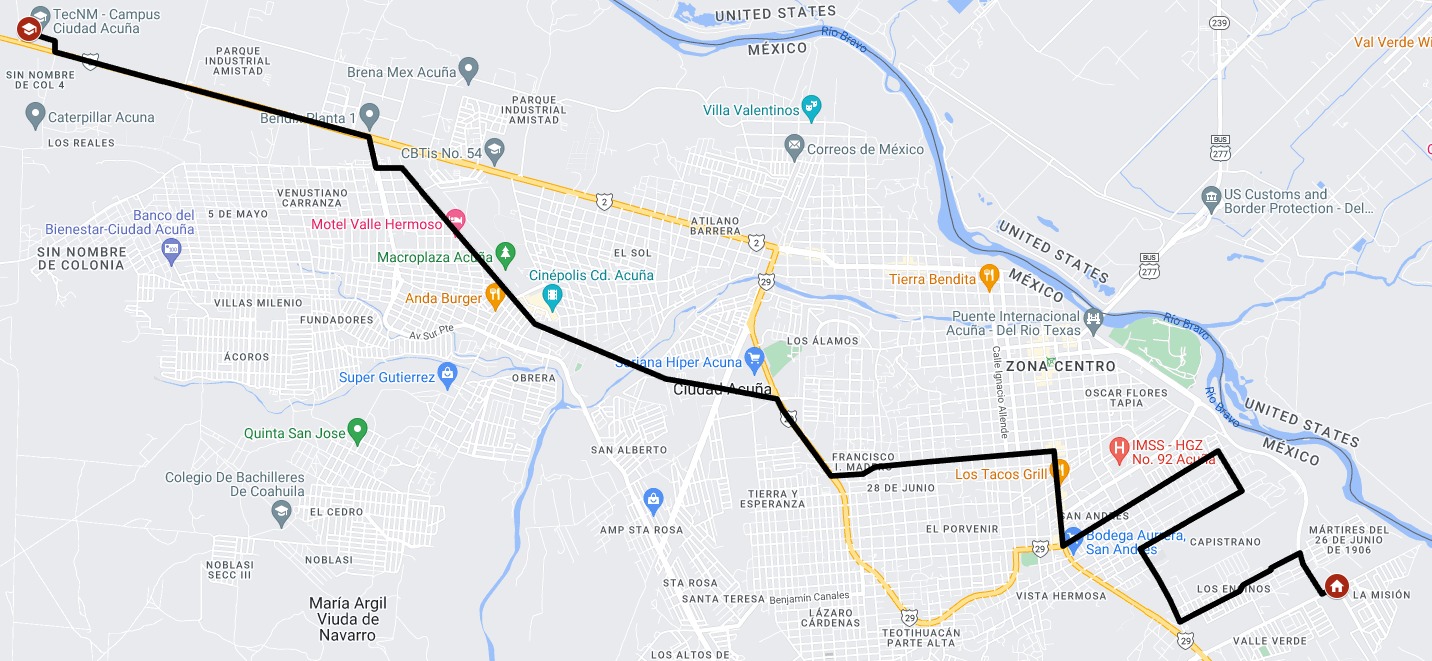 TecNM - Campus
Ciudad Acuña
UNITED STATES
MÉXICO
Río Bravo
239
Val Verde Wi
PARQUE
INDUSTRIAL
AMISTAD
SIN NOMBRE
DE COL 4
Brena Mex Acuña
Caterpillar Acuna
LOS REALES
Bendix Planta 1
PARQUE
INDUSTRIAL
AMISTAD
Villa Valentinos
CBTis No. 54
Correos de México
BUS
277
VENUSTIANO
CARRANZA
2
US Customs and
Border Protection - Del...
Banco del
Bienestar-Ciudad Acuña
5 DE MAYO
Motel Valle Hermoso
ATILANO
BARRERA
2
SIN NOMBRE
DE COLONIA
Macroplaza Acuña
EL SOL
UNITED STATES
MÉXICO
BUS
277
Cinépolis Cd. Acuña
29
Tierra Bendita
VILLAS MILENIO
Anda Burger
FUNDADORES
Av Sur Pte
Puente Internacional
Acuña - Del Río Texas
Río Bravo
ÁCOROS
LOS ÁLAMOS
Soriana Híper Acuna
ZONA CENTRO
Calle Ignacio Allende
Super Gutierrez
OBRERA
Ciudad Acuña
OSCAR FLORES
TAPIA
Río Bravo
UNITED STATES
MÉXICO
Quinta San Jose
SAN ALBERTO
FRANCISCO
I. MADERO
IMSS - HGZ
No. 92 Acuña
Colegio De Bachilleres
De Coahuila
Los Tacos Grill
28 DE JUNIO
TIERRA Y
ESPERANZA
EL CEDRO
AMP STA ROSA
EL PORVENIR
SAN ANDRES
Bodega Aurrera,
San Andrés
CAPISTRANO
MÁRTIRES DEL
26 DE JUNIO
DE 1906
29
NOBLASI
NOBLASI
SECC III
STA ROSA
SANTA TERESA
Benjamin Canales
VISTA HERMOSA
LOS ENCINOS
LA MISIÓN
María Argil
Viuda de
Navarro
LÁZARO
CÁRDENAS
29
TEOTIHUACÁN
PARTE ALTA
29
VALLE VERDE
LOS ALTOS DE